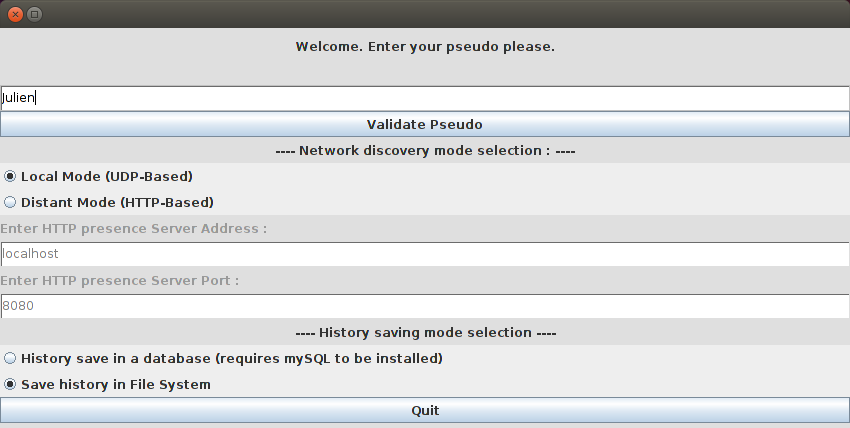 Welcome. Enter your pseudo please.
Julien
Validate Pseudo
---- Network discovery mode selection : ----
Local Mode (UDP-Based)
Distant Mode (HTTP-Based)
Enter HTTP presence Server Address :
localhost
Enter HTTP presence Server Port :
8080
---- History saving mode selection ----
History save in a database (requires mySQL to be installed)
Save history in File System
Quit